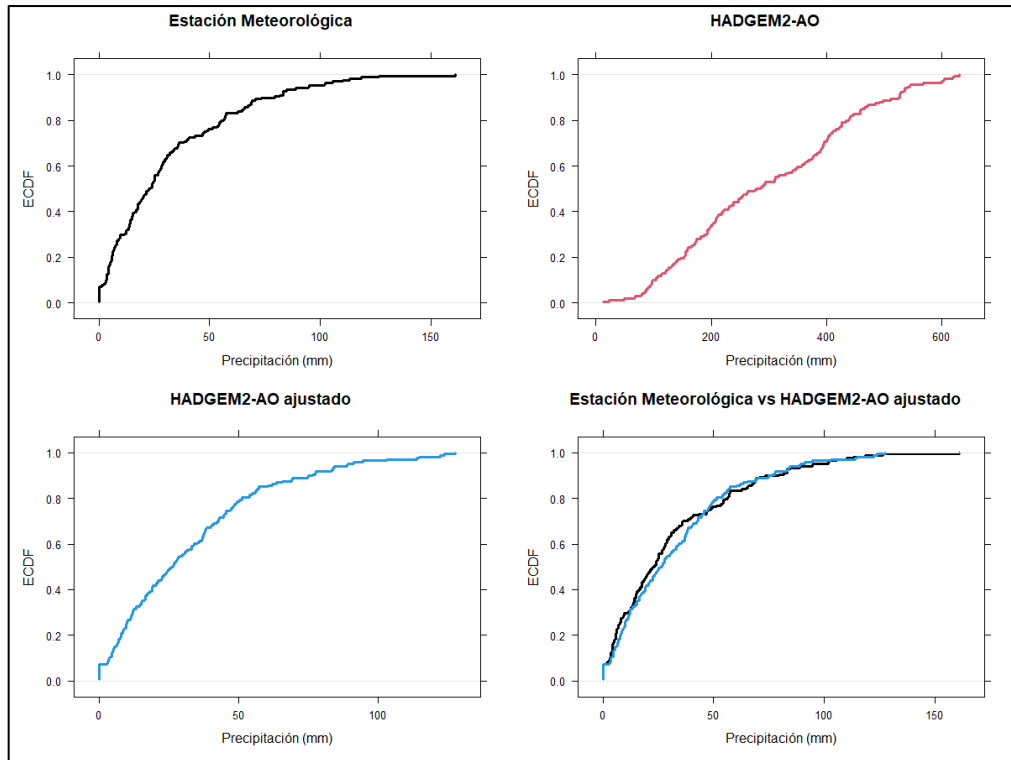 Estación Meteorológica
1.0
0.8
0.6
0.4
0.2
0.0
ECDF
0 50 100 150
Precipitación (mm)
HADGEM2-AO
1.0
0.8
0.6
0.4
0.2
0.0
ECDF
0 200 400 600
Precipitación (mm)
HADGEM2-AO ajustado
1.0
0.8
0.6
0.4
0.2
0.0
ECDF
0 50 100
Precipitación (mm)
Estación Meteorológica vs HADGEM2-AO ajustado
1.0
0.8
0.6
0.4
0.2
0.0
ECDF
0 50 100 150
Precipitación (mm)